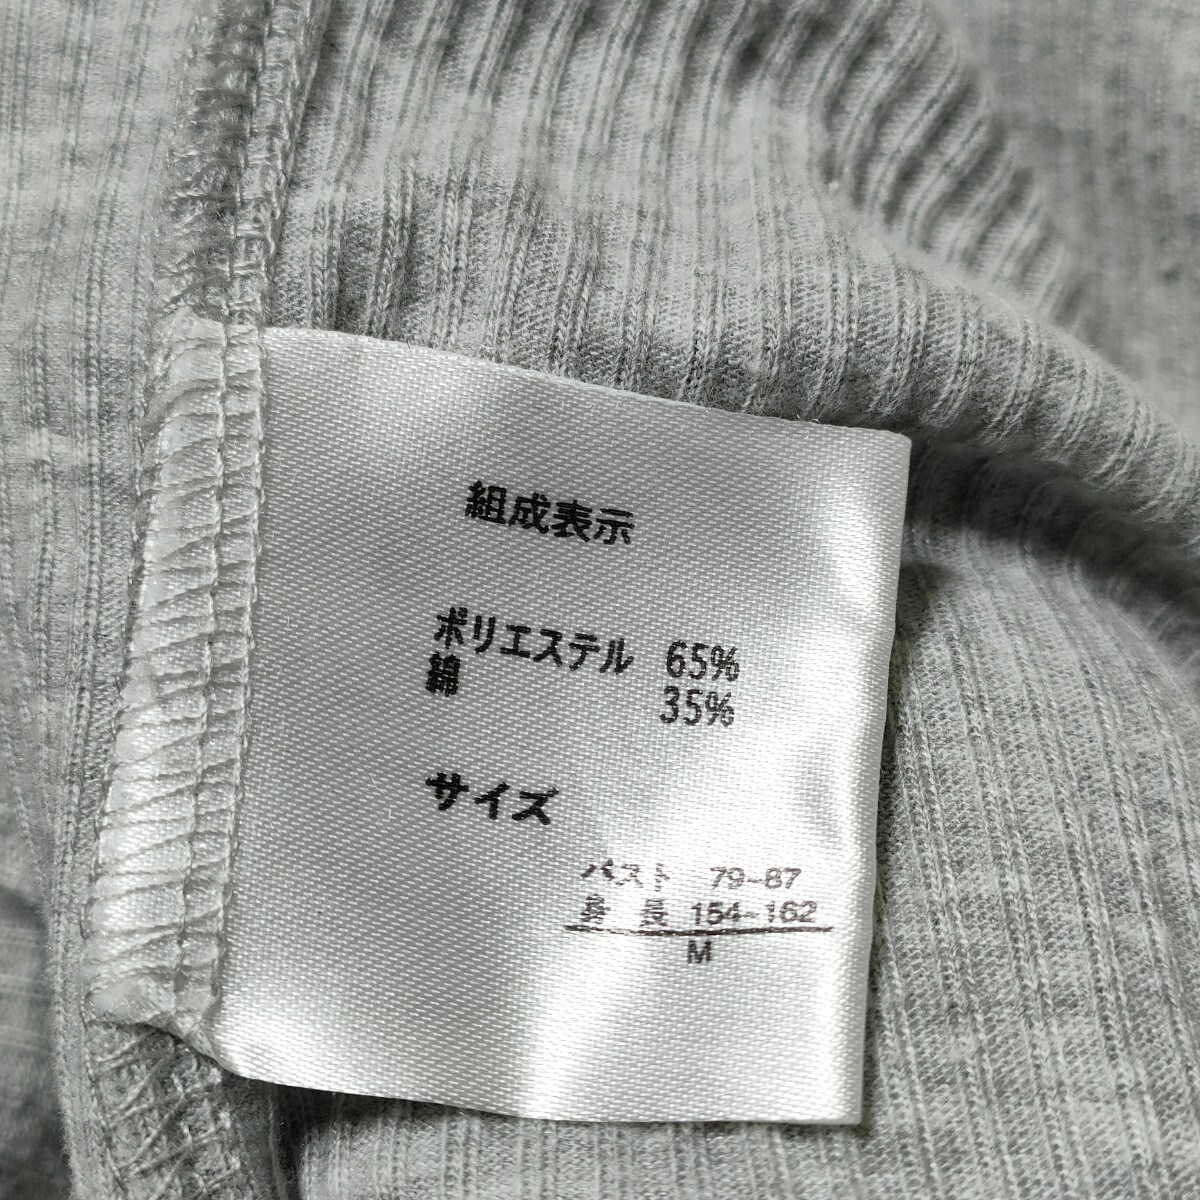 組成表示
ポリエステル 65%
綿 35%
サイズ
バスト 79~87
身 長 154~162
M